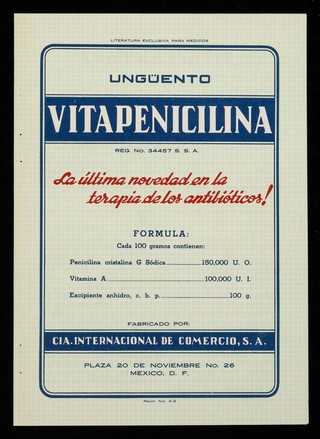 LITERATURA EXCLUSIVA PARA MEDICOS
UNGÜENTO
VITAPENICILINA
REG. No. 34457 S. S. A.
La última novedad en la
terapia de los antibióticos!
FORMULA:
Cada 100 gramos contienen:
Penicilina cristalina G Sódica 150,000 U. O.
Vitamina A 100,000 U. I.
Excipiente anhidro, c. b. p. 100 g.
FABRICADO POR:
CIA. INTERNACIONAL DE COMERCIO, S. A.
PLAZA 20 DE NOVIEMBRE No. 26
MEXICO, D. F.